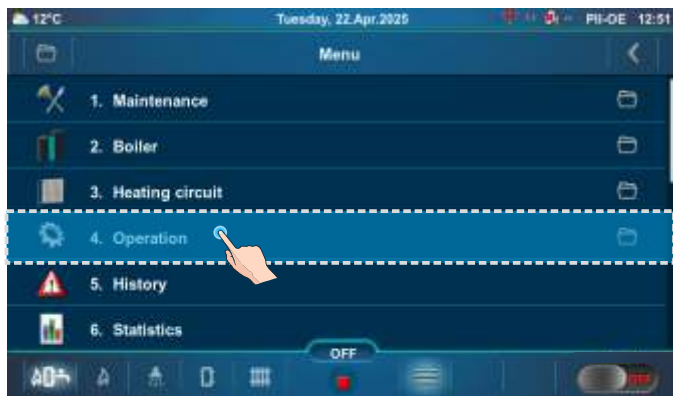 12°C Tuesday, 22.Apr.2025 PII-OE 12:51
Menu
1. Maintenance
2. Boiler
3. Heating circuit
4. Operation
5. History
6. Statistics
OFF